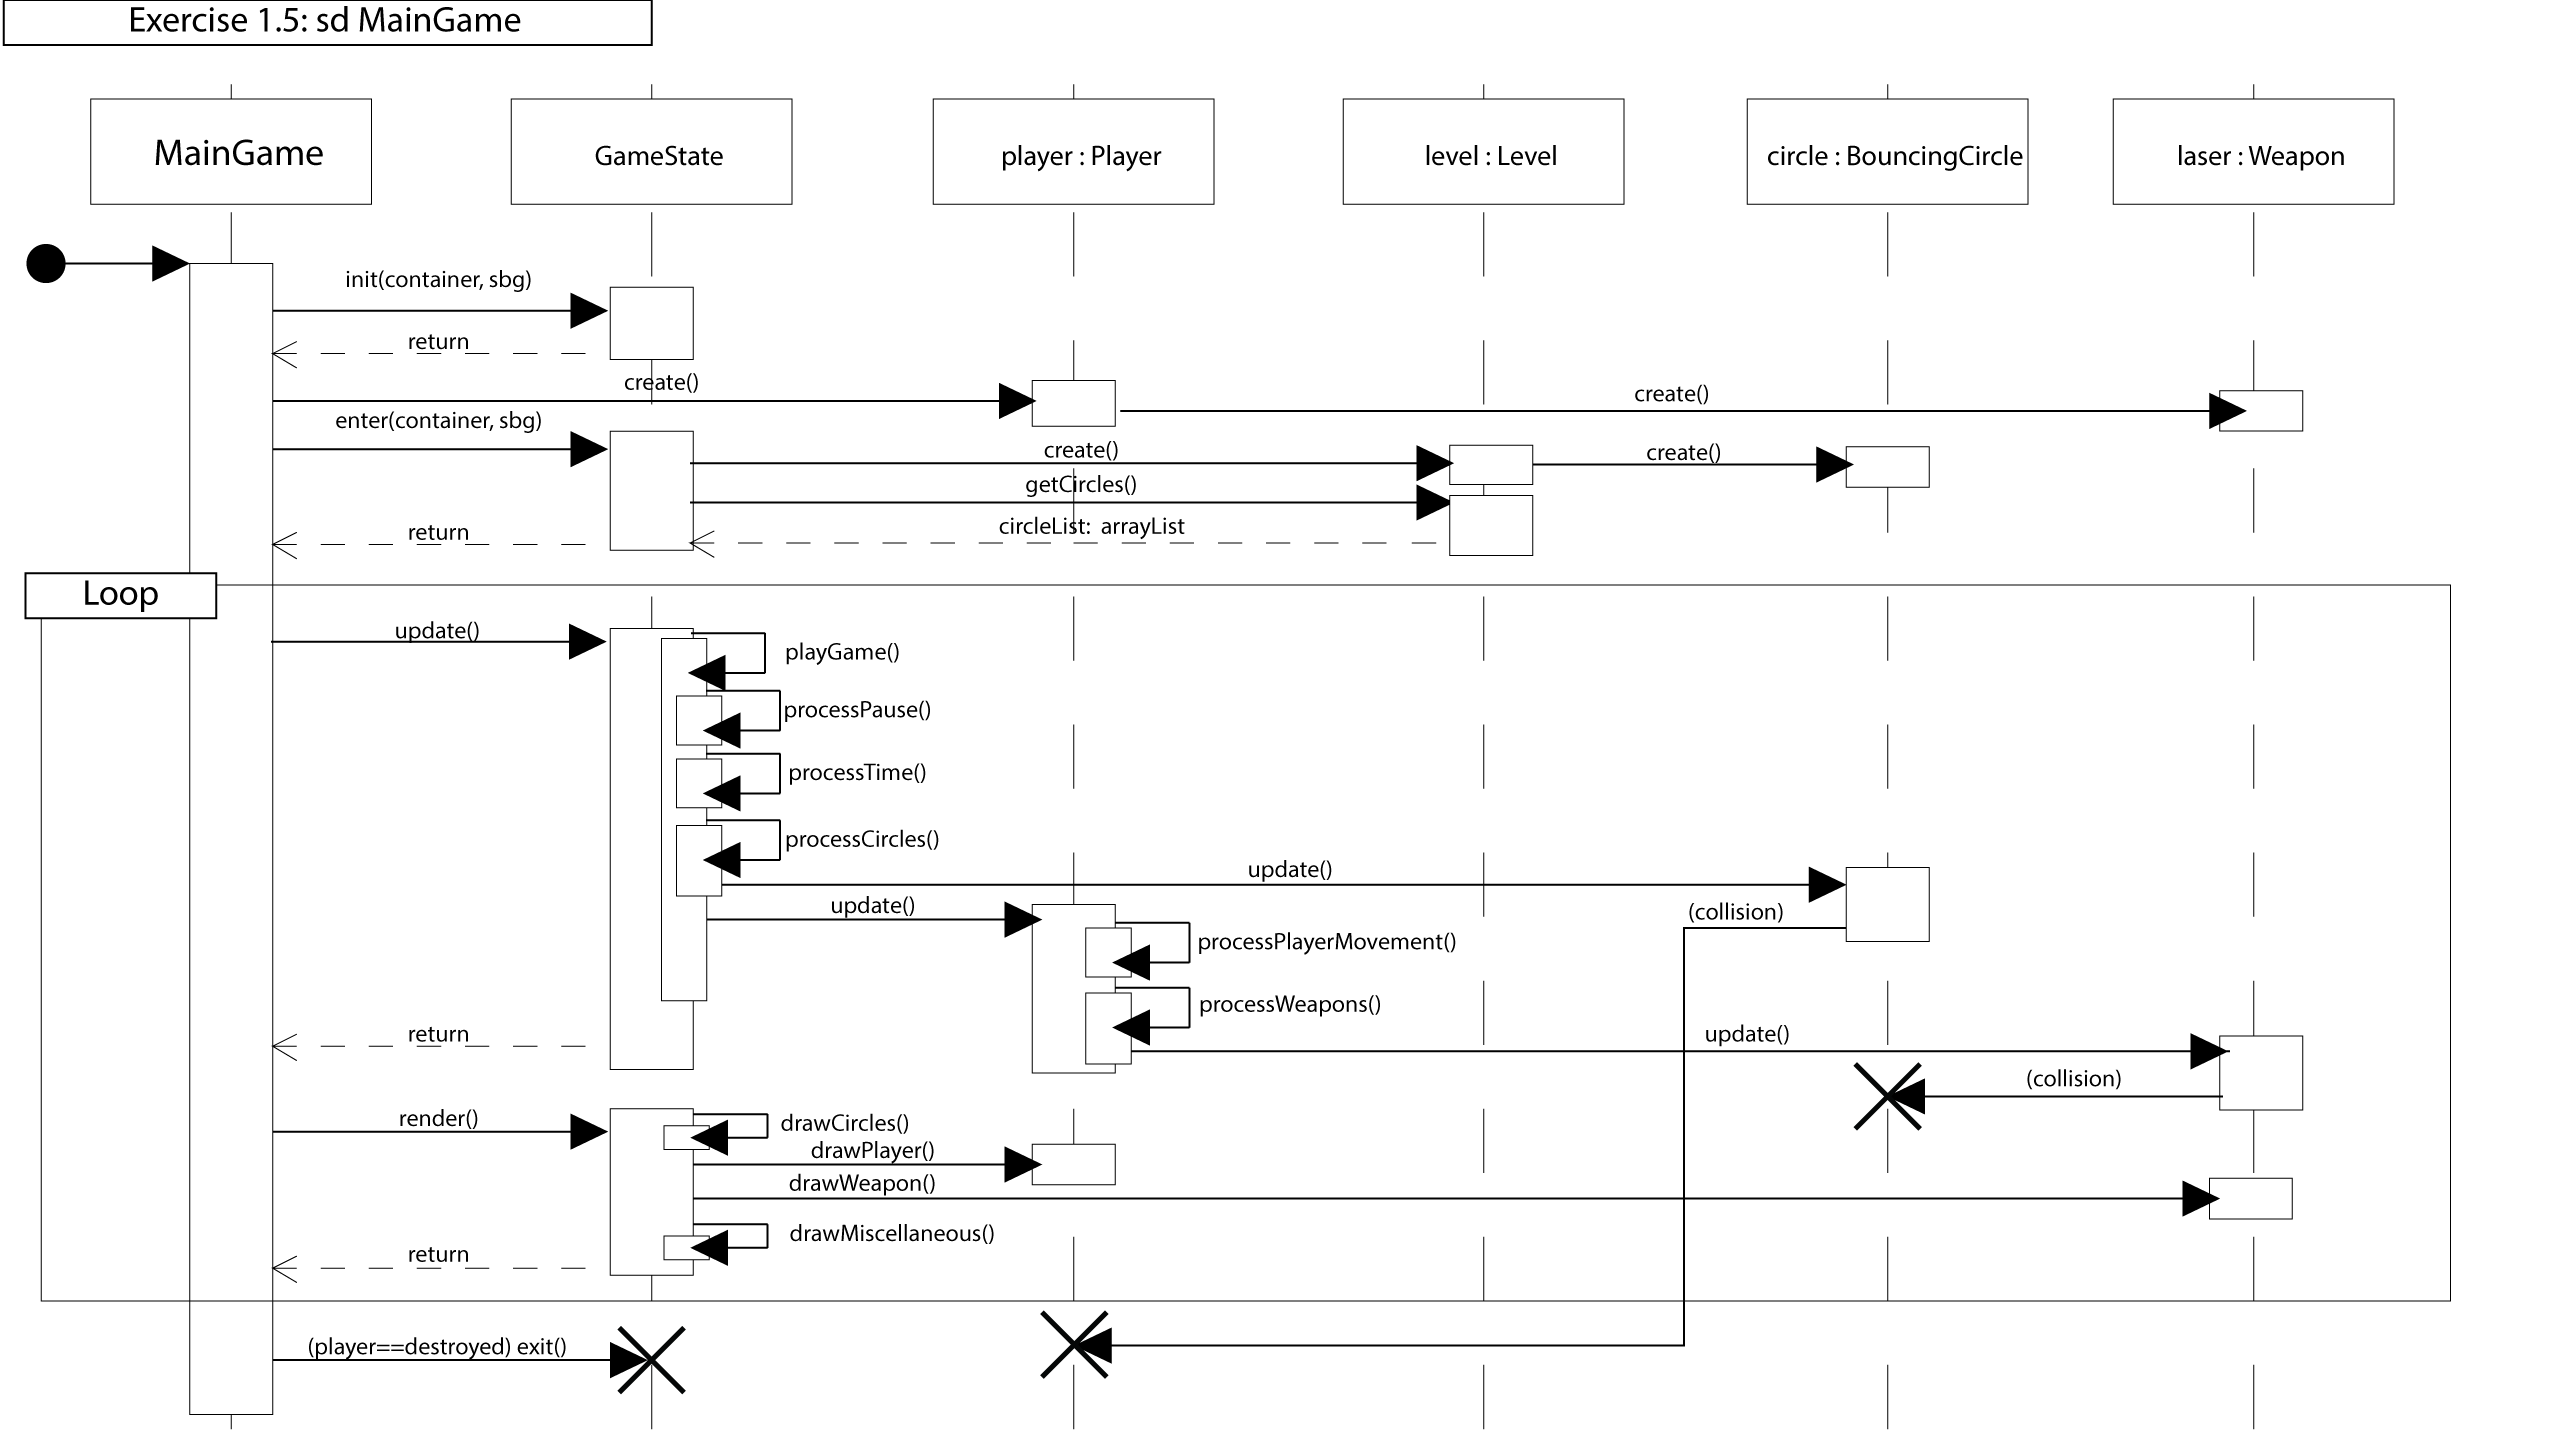 Exercise 1.5: sd MainGame
MainGame
GameState
player : Player
level : Level
circle : BouncingCircle
laser : Weapon
init(container, sbg)
return
create()
create()
enter(container, sbg)
create()
create()
getCircles()
circleList: arrayList
return
Loop
update()
playGame()
processPause()
processTime()
processCircles()
update()
update()
(collision)
processPlayerMovement()
processWeapons()
return
update()
(collision)
render()
drawCircles()
drawPlayer()
drawWeapon()
drawMiscellaneous()
return
(player==destroyed) exit()